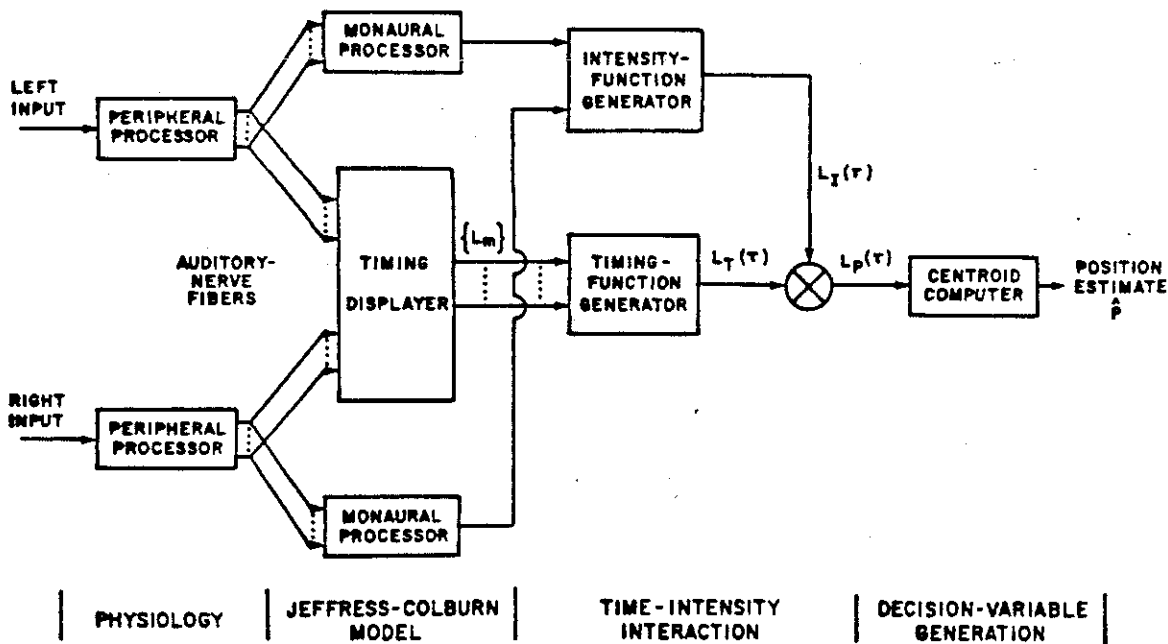 MONAURAL
PROCESSOR
INTENSITY-
FUNCTION
GENERATOR
LEFT
INPUT
PERIPHERAL
PROCESSOR
L_I(τ)
{L_m}
AUDITORY-
NERVE
FIBERS
TIMING
DISPLAYER
TIMING-
FUNCTION
GENERATOR
L_T(τ)
L_P(τ)
CENTROID
COMPUTER
POSITION
ESTIMATE
P̂
RIGHT
INPUT
PERIPHERAL
PROCESSOR
MONAURAL
PROCESSOR
PHYSIOLOGY
JEFFRESS-COLBURN
MODEL
TIME-INTENSITY
INTERACTION
DECISION-VARIABLE
GENERATION